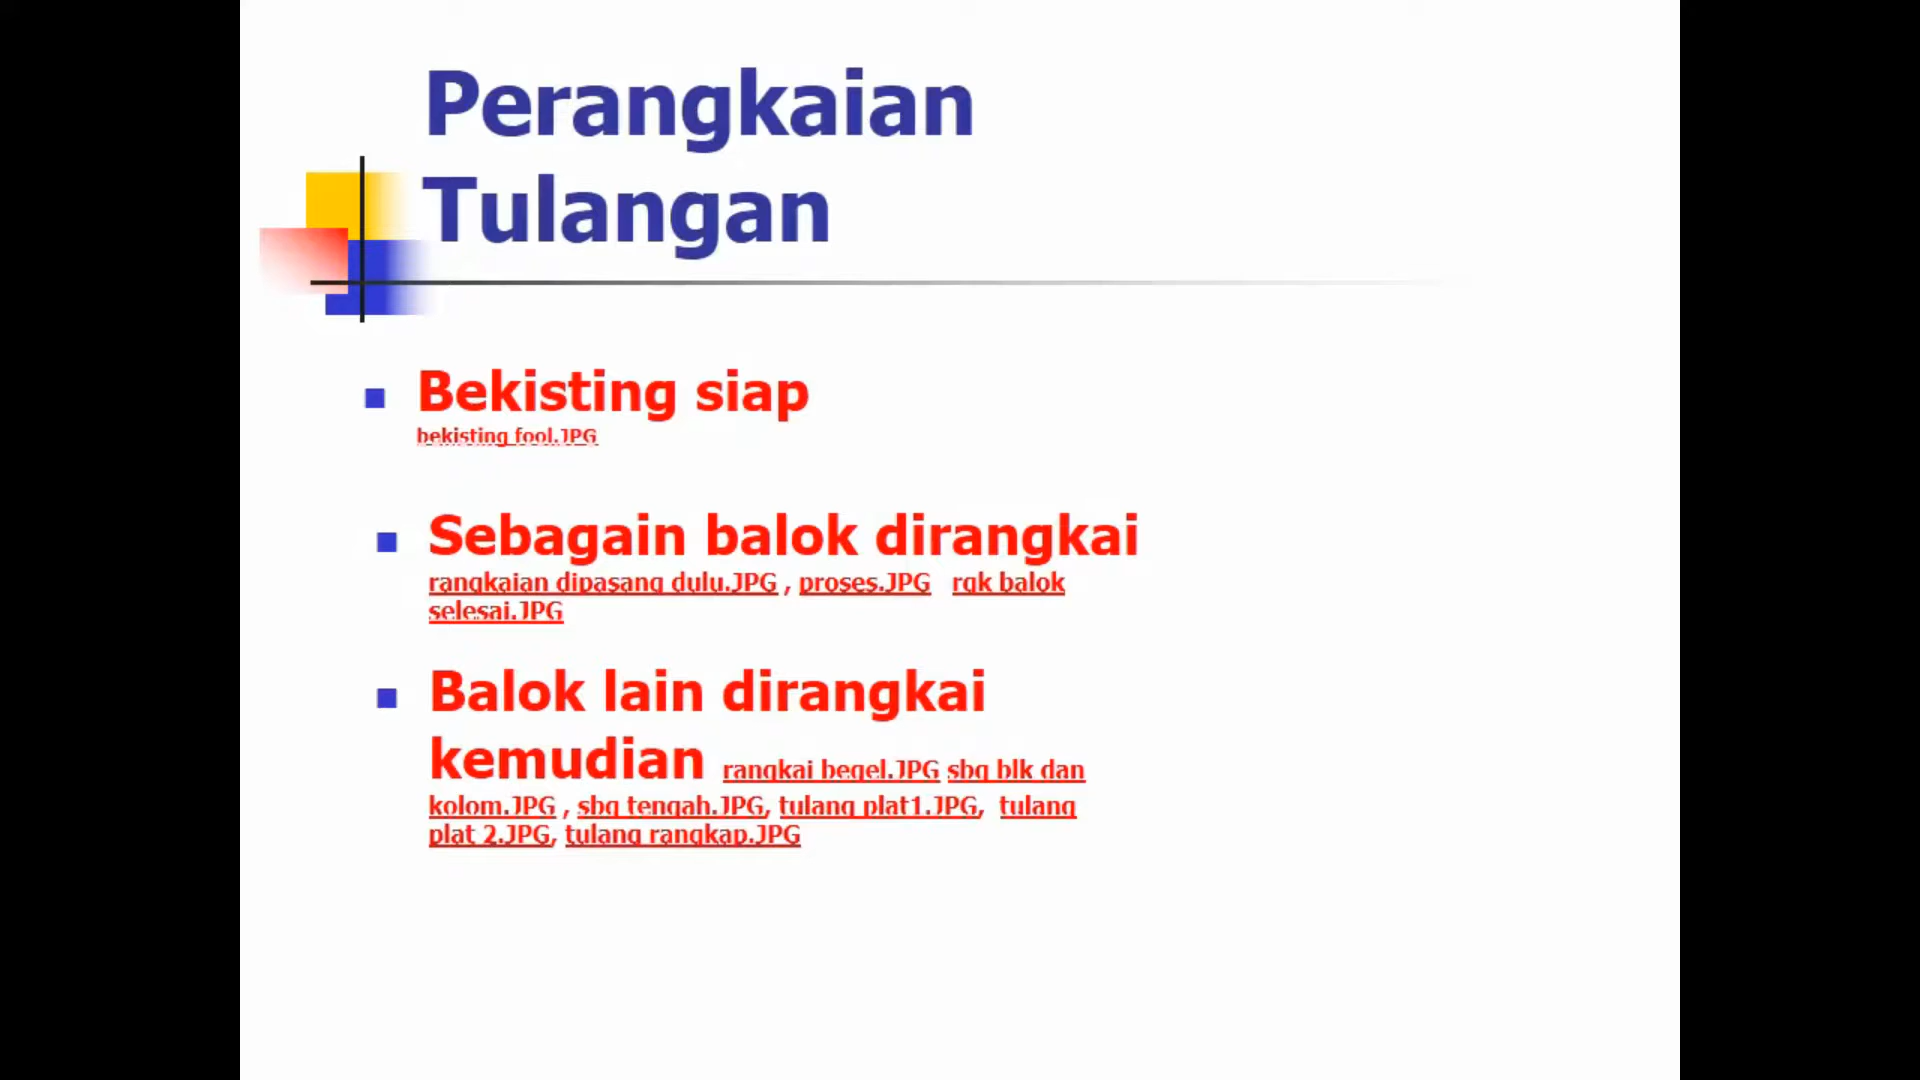 Perangkaian
Tulangan
Bekisting siap
bekisting fool.JPG
Sebagain balok dirangkai
rangkaian dipasang dulu.JPG , proses.JPG rgk balok
selesai.JPG
Balok lain dirangkai
kemudian rangkai begel.JPG sbg blk dan
kolom.JPG , sbg tengah.JPG, tulang plat1.JPG, tulang
plat 2.JPG, tulang rangkap.JPG